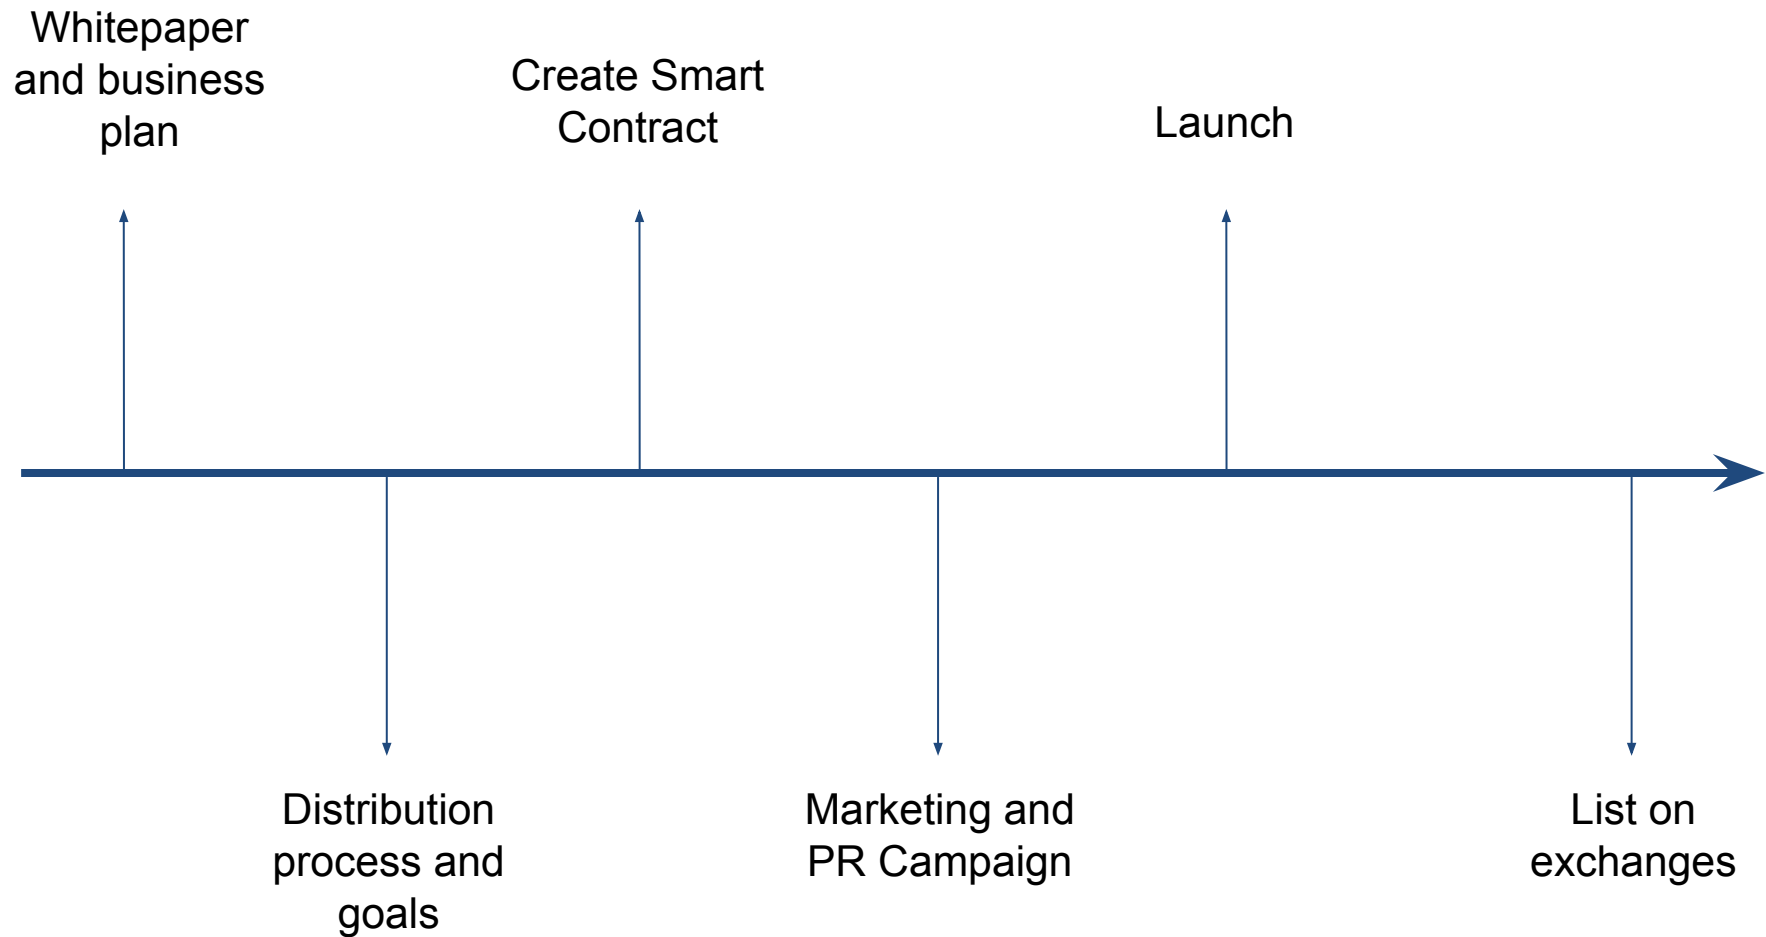 Whitepaper
and business
plan
Create Smart
Contract
Launch
Distribution
process and
goals
Marketing and
PR Campaign
List on
exchanges